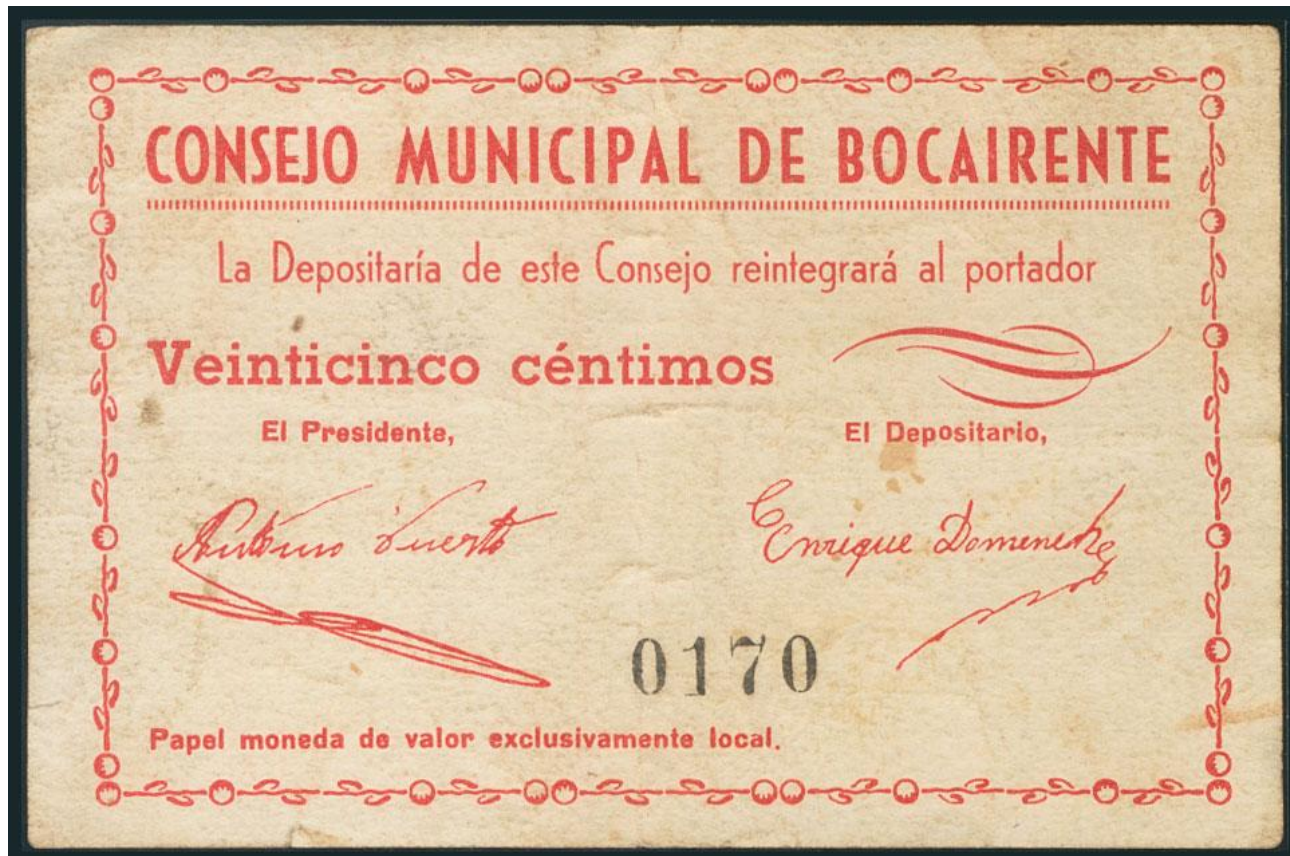 CONSEJO MUNICIPAL DE BOCAIRENTE
La Depositaría de este Consejo reintegrará al portador
Veinticinco céntimos
El Presidente, El Depositario,
Antonio Enrique Domenech
0170
Papel moneda de valor exclusivamente local.